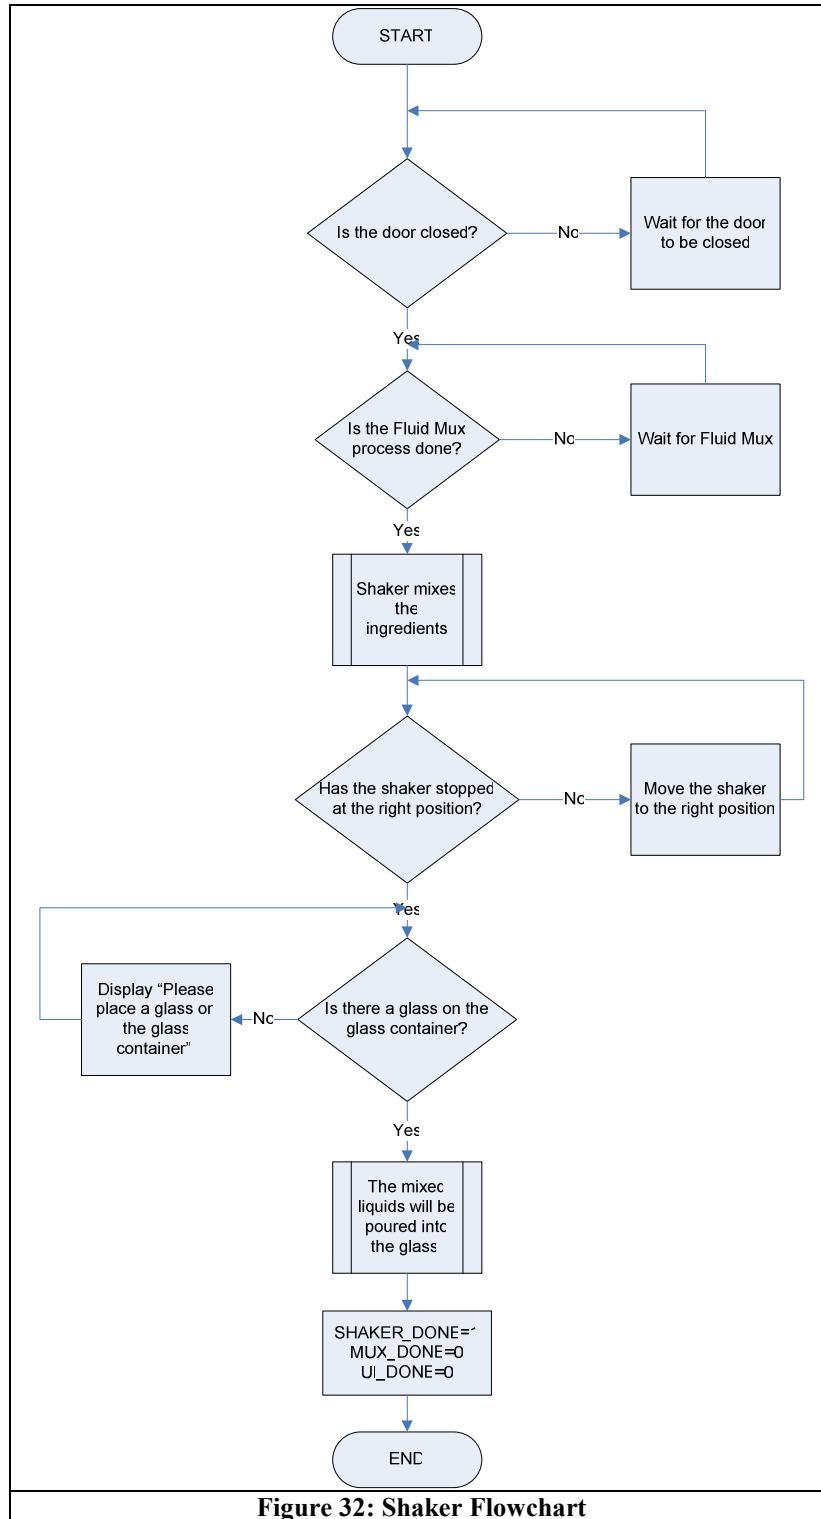 START
Is the door closed?
No
Wait for the door
to be closed
Yes
Is the Fluid Mux
process done?
No
Wait for Fluid Mux
Yes
Shaker mixes
the
ingredients
Has the shaker stopped
at the right position?
No
Move the shaker
to the right position
Yes
Display “Please
place a glass on
the glass
container”
No
Is there a glass on the
glass container?
Yes
The mixed
liquids will be
poured into
the glass
SHAKER_DONE=1
MUX_DONE=0
UI_DONE=0
END
Figure 32: Shaker Flowchart